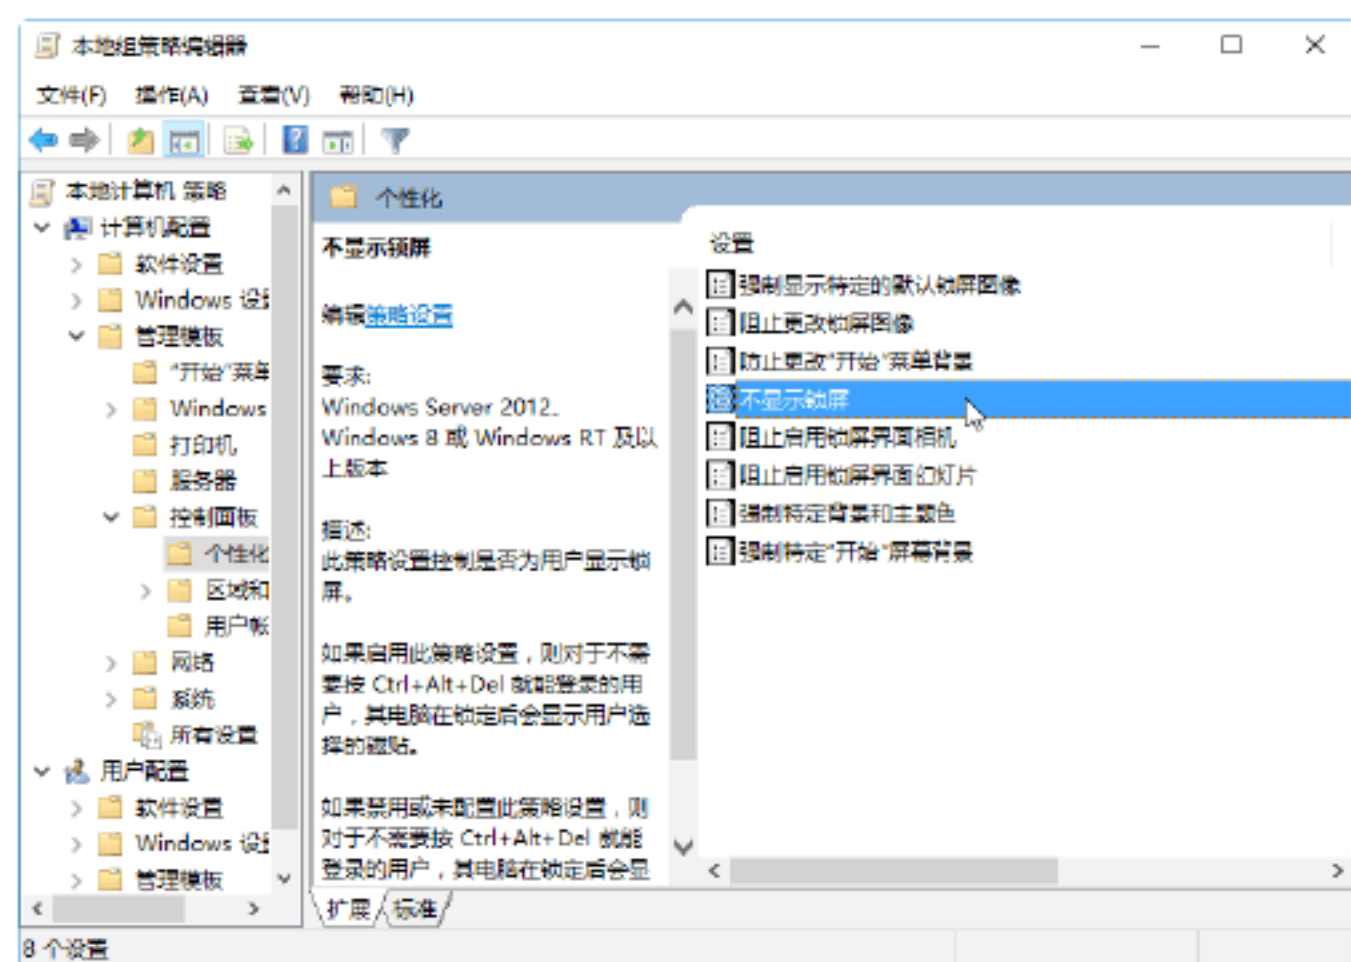 本地组策略编辑器
文件(F) 操作(A) 查看(V) 帮助(H)
本地计算机 策略
计算机配置
软件设置
Windows 设
管理模板
"开始"菜单
Windows
打印机
服务器
控制面板
个性化
区域和
用户帐
网络
系统
所有设置
用户配置
软件设置
Windows 设
管理模板
个性化
不显示锁屏
编辑策略设置
要求:
Windows Server 2012、
Windows 8 或 Windows RT 及以
上版本
描述:
此策略设置控制是否为用户显示锁
屏。
如果启用此策略设置，则对于不需
要按 Ctrl+Alt+Del 就能登录的用
户，其电脑在锁定后会显示用户选
择的磁贴。
如果禁用或未配置此策略设置，则
对于不需要按 Ctrl+Alt+Del 就能
登录的用户，其电脑在锁定后会显
设置
强制显示特定的默认锁屏图像
阻止更改锁屏图像
防止更改"开始"菜单背景
不显示锁屏
阻止启用锁屏界面相机
阻止启用锁屏界面幻灯片
强制特定背景和主题色
强制特定"开始"屏幕背景
扩展 标准
8 个设置